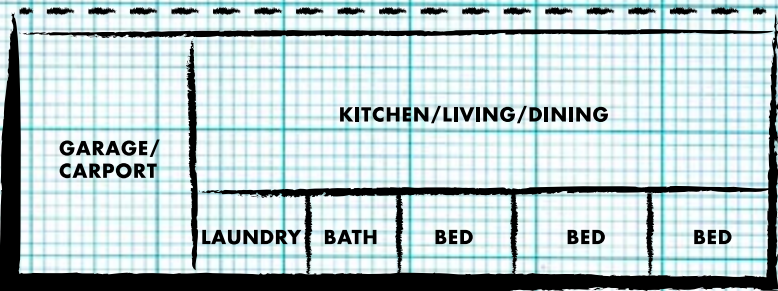 KITCHEN/LIVING/DINING
GARAGE/
CARPORT
LAUNDRY
BATH
BED
BED
BED